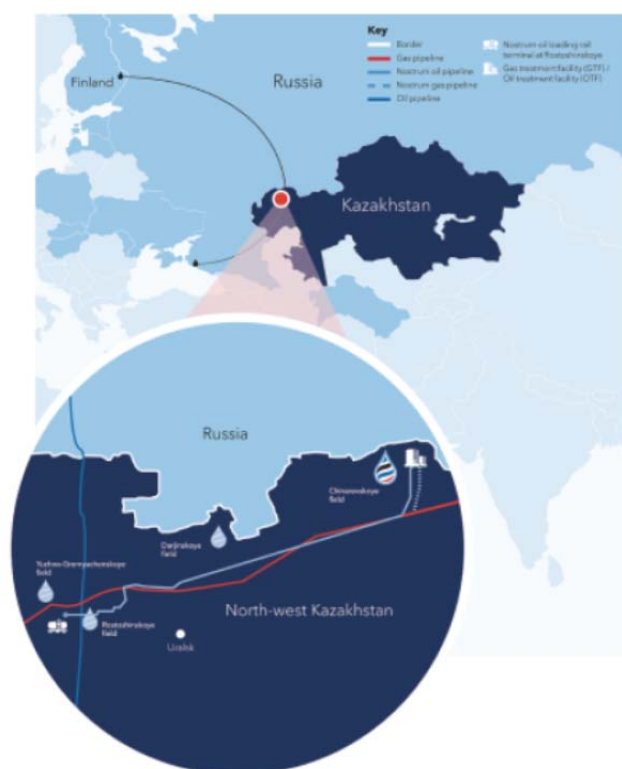 Key
Border
Gas pipeline
Nostrum oil pipeline
Nostrum gas pipeline
Oil pipeline
Nostrum oil loading rail
terminal at Rostoshinskoye
Gas treatment facility (GTF) /
Oil treatment facility (OTF)
Finland
Russia
Kazakhstan
Russia
Chinarevskoye
field
Darjinskoye
field
Yuzhno-Gremyachenskoye
field
Rostoshinskoye
field
North-west Kazakhstan
Uralsk